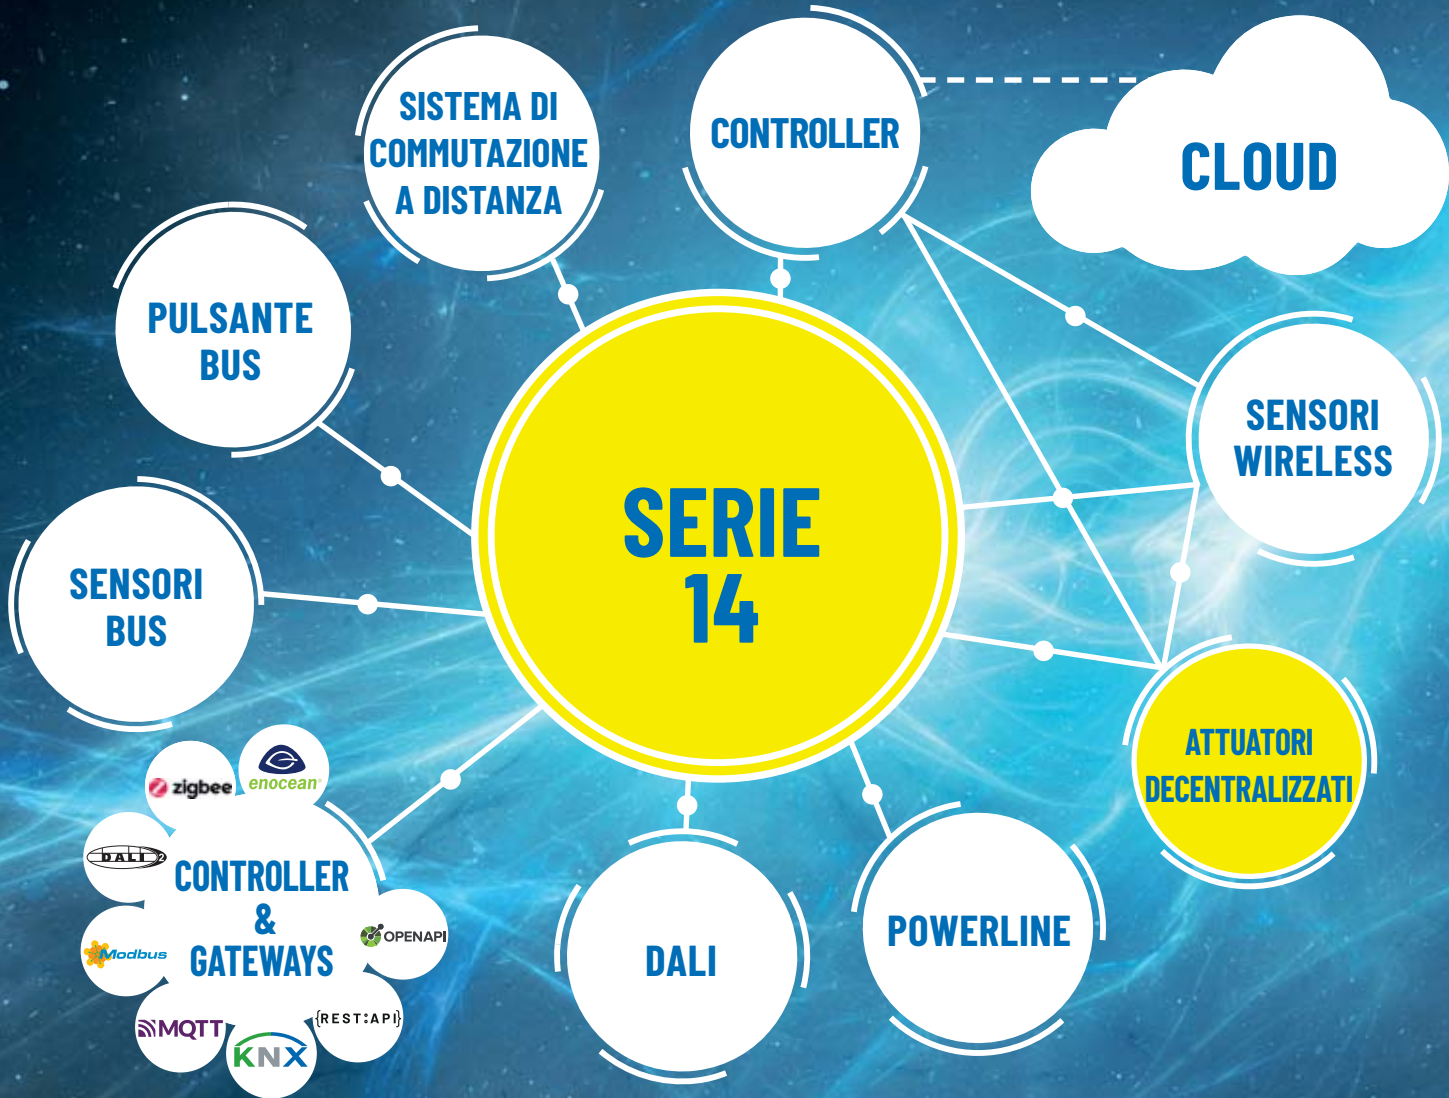 SISTEMA DI
COMMUTAZIONE
A DISTANZA
CONTROLLER
CLOUD
PULSANTE
BUS
SENSORI
WIRELESS
SERIE
14
SENSORI
BUS
ATTUATORI
DECENTRALIZZATI
zigbee
enocean®
DALI 2
CONTROLLER
&
GATEWAYS
Modbus
OPENAPI
MQTT
{REST:API}
KNX
DALI
POWERLINE